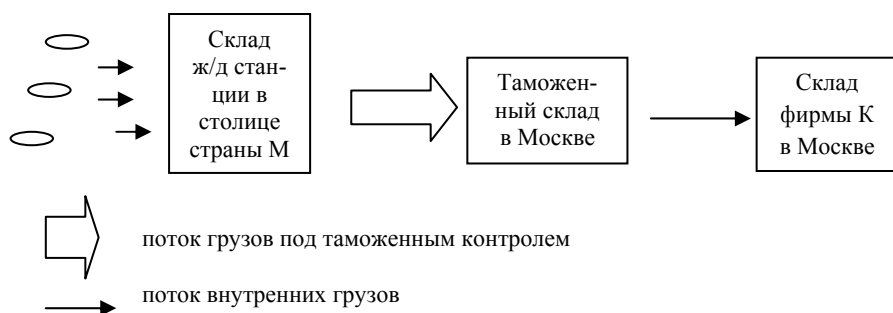 Склад
ж/д стан-
ции в
столице
страны М
Таможен-
ный склад
в Москве
Склад
фирмы К
в Москве
поток грузов под таможенным контролем
поток внутренних грузов